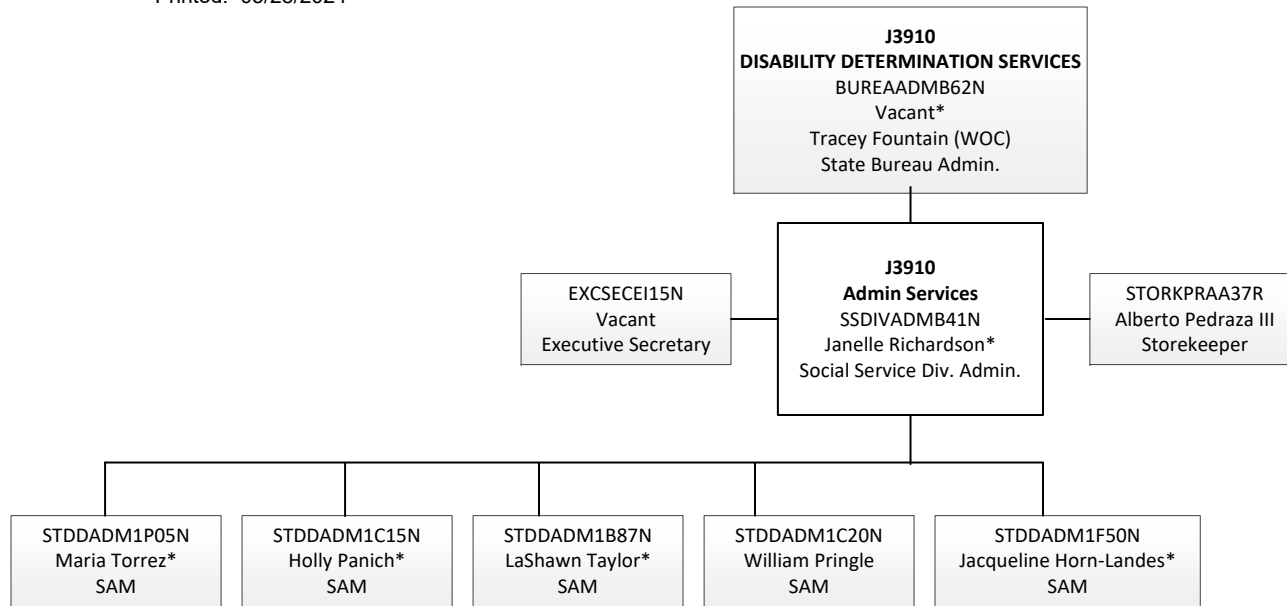 J3910
DISABILITY DETERMINATION SERVICES
BUREAADMB62N
Vacant*
Tracey Fountain (WOC)
State Bureau Admin.
EXCSECEI15N
Vacant
Executive Secretary
J3910
Admin Services
SSDIVADMB41N
Janelle Richardson*
Social Service Div. Admin.
STORKPRAA37R
Alberto Pedraza III
Storekeeper
STDDADM1P05N
Maria Torrez*
SAM
STDDADM1C15N
Holly Panich*
SAM
STDDADM1B87N
LaShawn Taylor*
SAM
STDDADM1C20N
William Pringle
SAM
STDDADM1F50N
Jacqueline Horn-Landes*
SAM